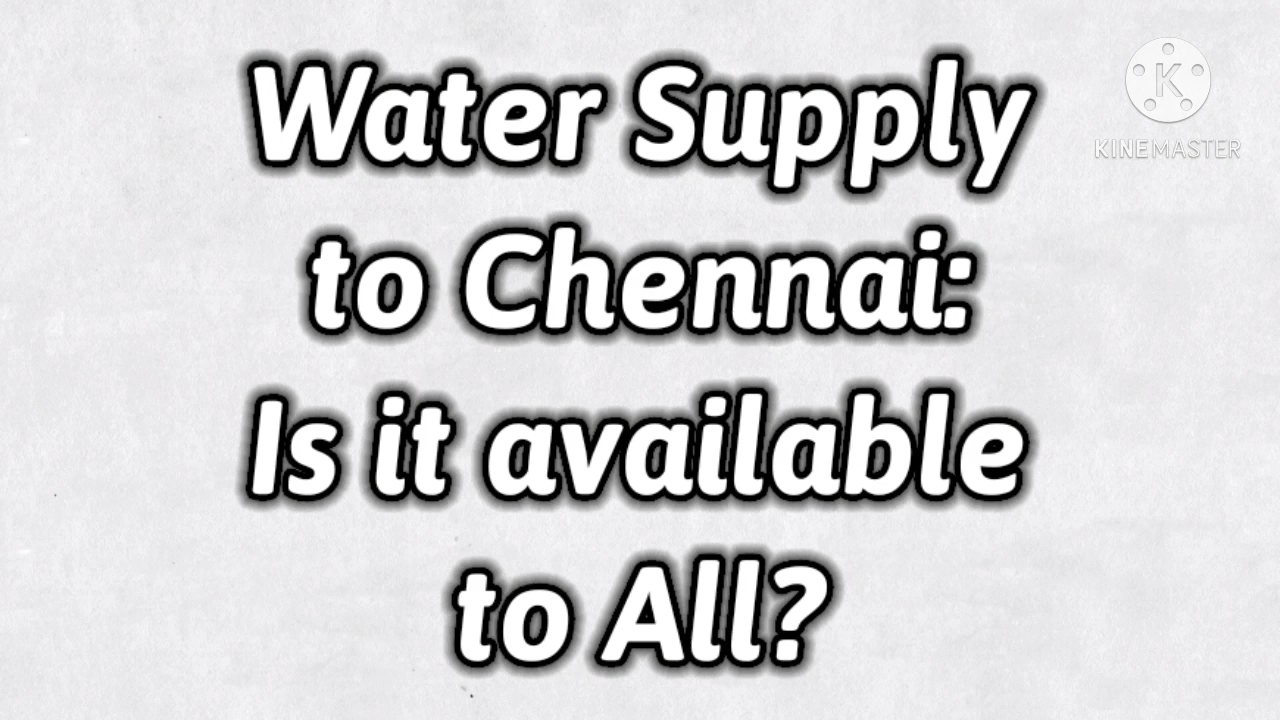 Water Supply
to Chennai:
Is it available
to All?
K
KINEMASTER